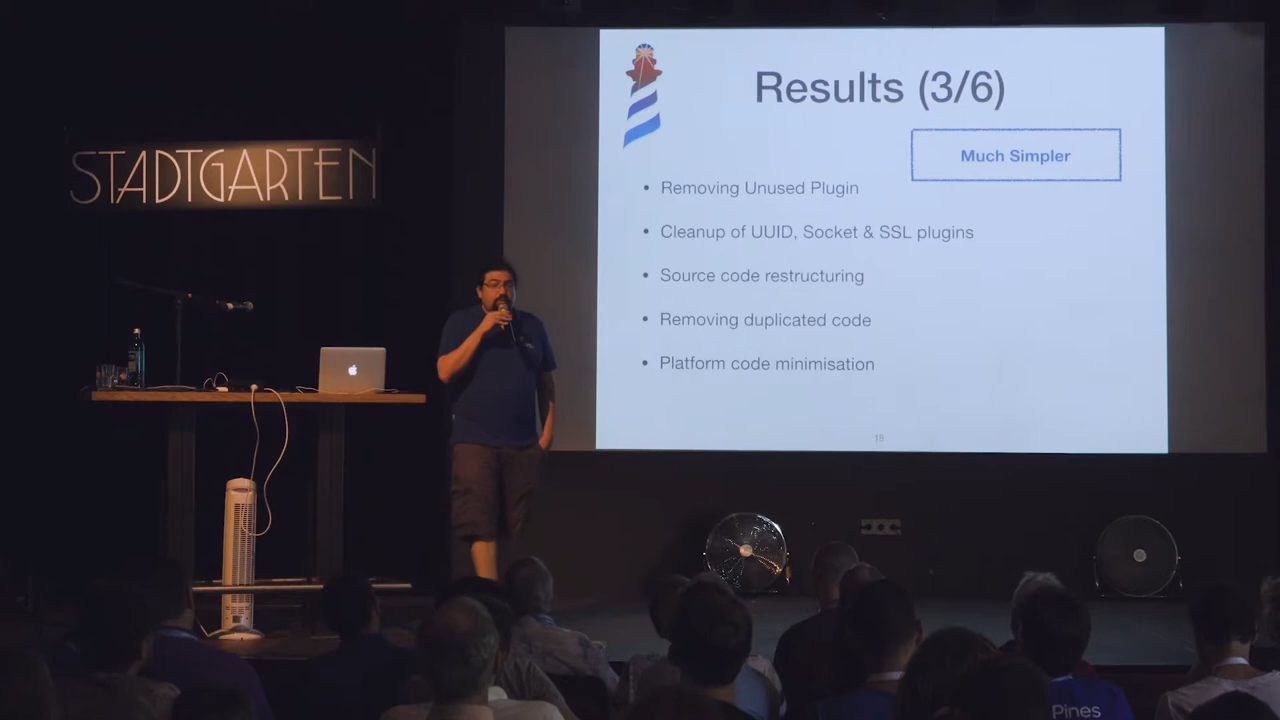 STADTGARTEN
Results (3/6)
Much Simpler
• Removing Unused Plugin
• Cleanup of UUID, Socket & SSL plugins
• Source code restructuring
• Removing duplicated code
• Platform code minimisation
18
Pines